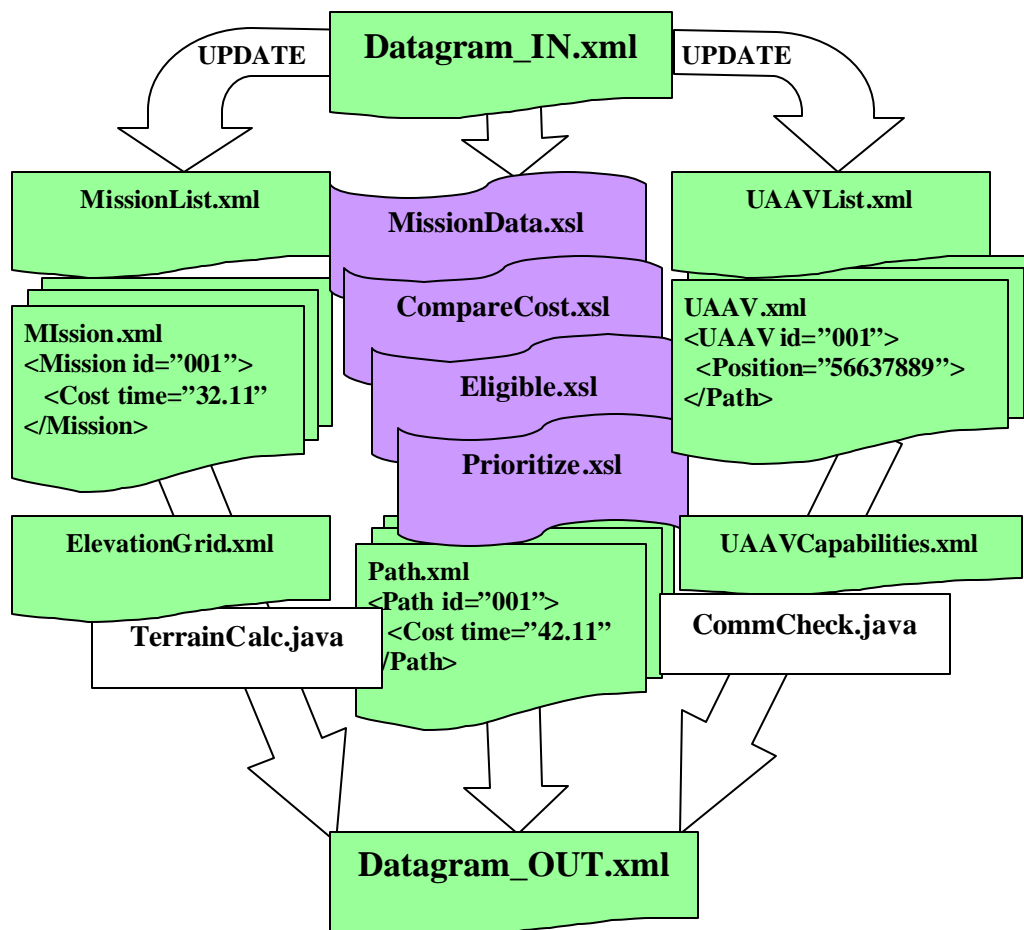 UPDATE
Datagram_IN.xml
UPDATE
MissionList.xml
MissionData.xsl
UAAVList.xml
CompareCost.xsl
MIssion.xml
<Mission id=”001”>
<Cost time=”32.11”
</Mission>
UAAV.xml
<UAAV id=”001”>
<Position=”56637889”>
</Path>
Eligible.xsl
Prioritize.xsl
ElevationGrid.xml
UAAVCapabilities.xml
Path.xml
<Path id=”001”>
<Cost time=”42.11”
/Path>
TerrainCalc.java
CommCheck.java
Datagram_OUT.xml